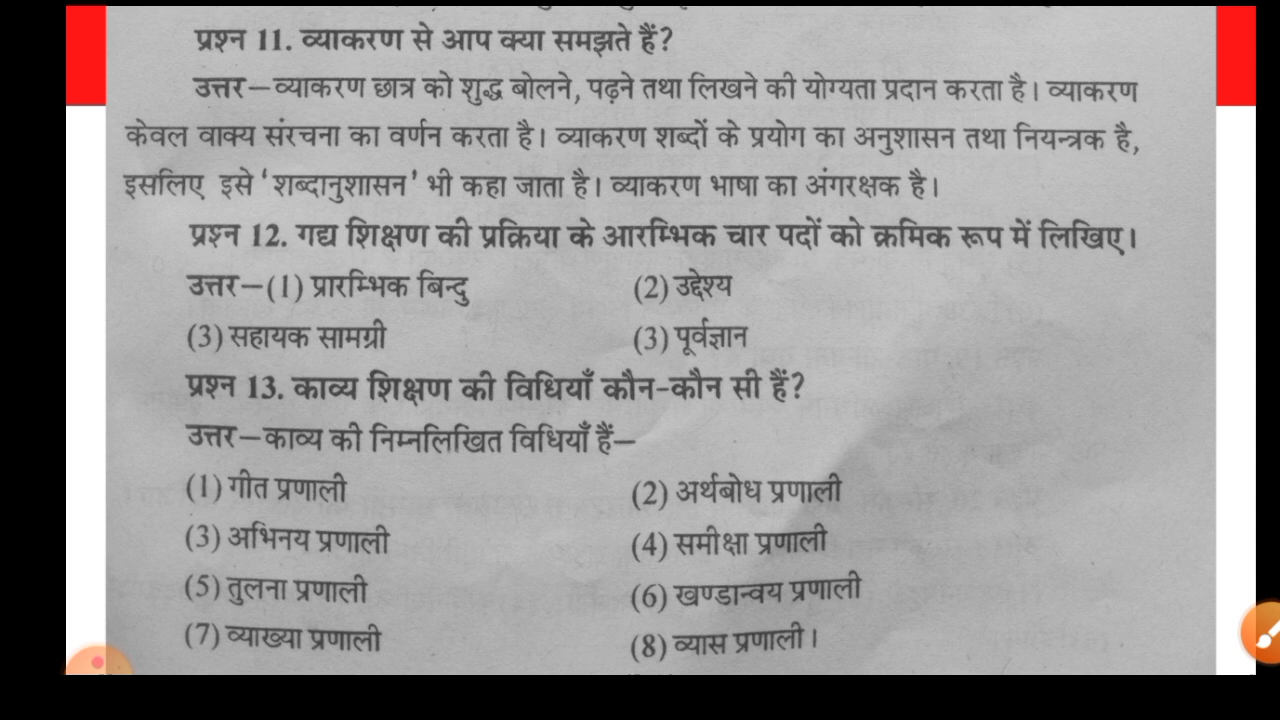 प्रश्न 11. व्याकरण से आप क्या समझते हैं?
उत्तर–व्याकरण छात्र को शुद्ध बोलने, पढ़ने तथा लिखने की योग्यता प्रदान करता है। व्याकरण
केवल वाक्य संरचना का वर्णन करता है। व्याकरण शब्दों के प्रयोग का अनुशासन तथा नियन्त्रक है,
इसलिए इसे 'शब्दानुशासन' भी कहा जाता है। व्याकरण भाषा का अंगरक्षक है।
प्रश्न 12. गद्य शिक्षण की प्रक्रिया के आरम्भिक चार पदों को क्रमिक रूप में लिखिए।
उत्तर–(1) प्रारम्भिक बिन्दु (2) उद्देश्य
(3) सहायक सामग्री (3) पूर्वज्ञान
प्रश्न 13. काव्य शिक्षण की विधियाँ कौन-कौन सी हैं?
उत्तर–काव्य की निम्नलिखित विधियाँ हैं–
(1) गीत प्रणाली (2) अर्थबोध प्रणाली
(3) अभिनय प्रणाली (4) समीक्षा प्रणाली
(5) तुलना प्रणाली (6) खण्डान्वय प्रणाली
(7) व्याख्या प्रणाली (8) व्यास प्रणाली।